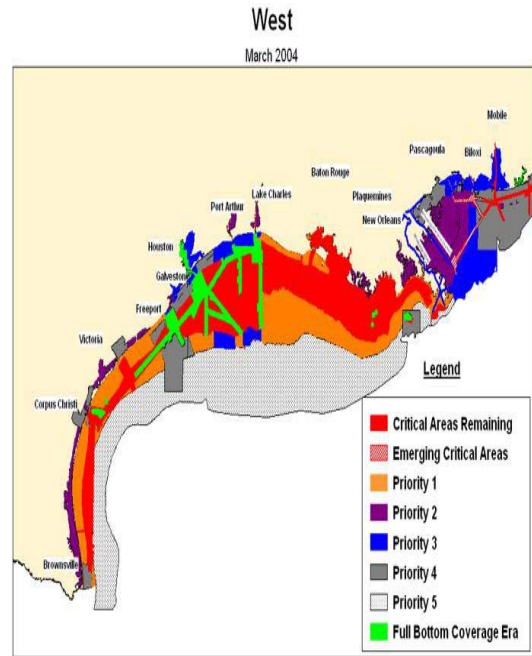 West
March 2004
Mobile
Pascagoula
Biloxi
Baton Rouge
Lake Charles
Plaquemines
Port Arthur
New Orleans
Houston
Galveston
Freeport
Victoria
Corpus Christi
Brownsville
Legend
Critical Areas Remaining
Emerging Critical Areas
Priority 1
Priority 2
Priority 3
Priority 4
Priority 5
Full Bottom Coverage Era